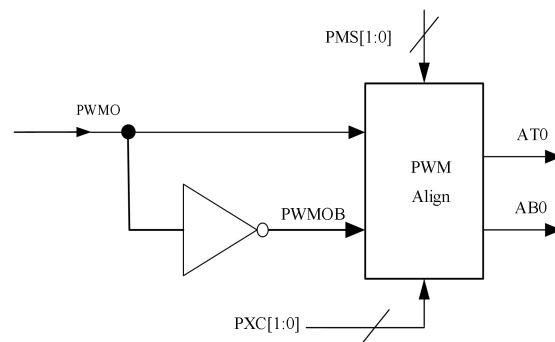 PMS[1:0]
PWMO
AT0
PWM
Align
PWMOB
AB0
PXC[1:0]